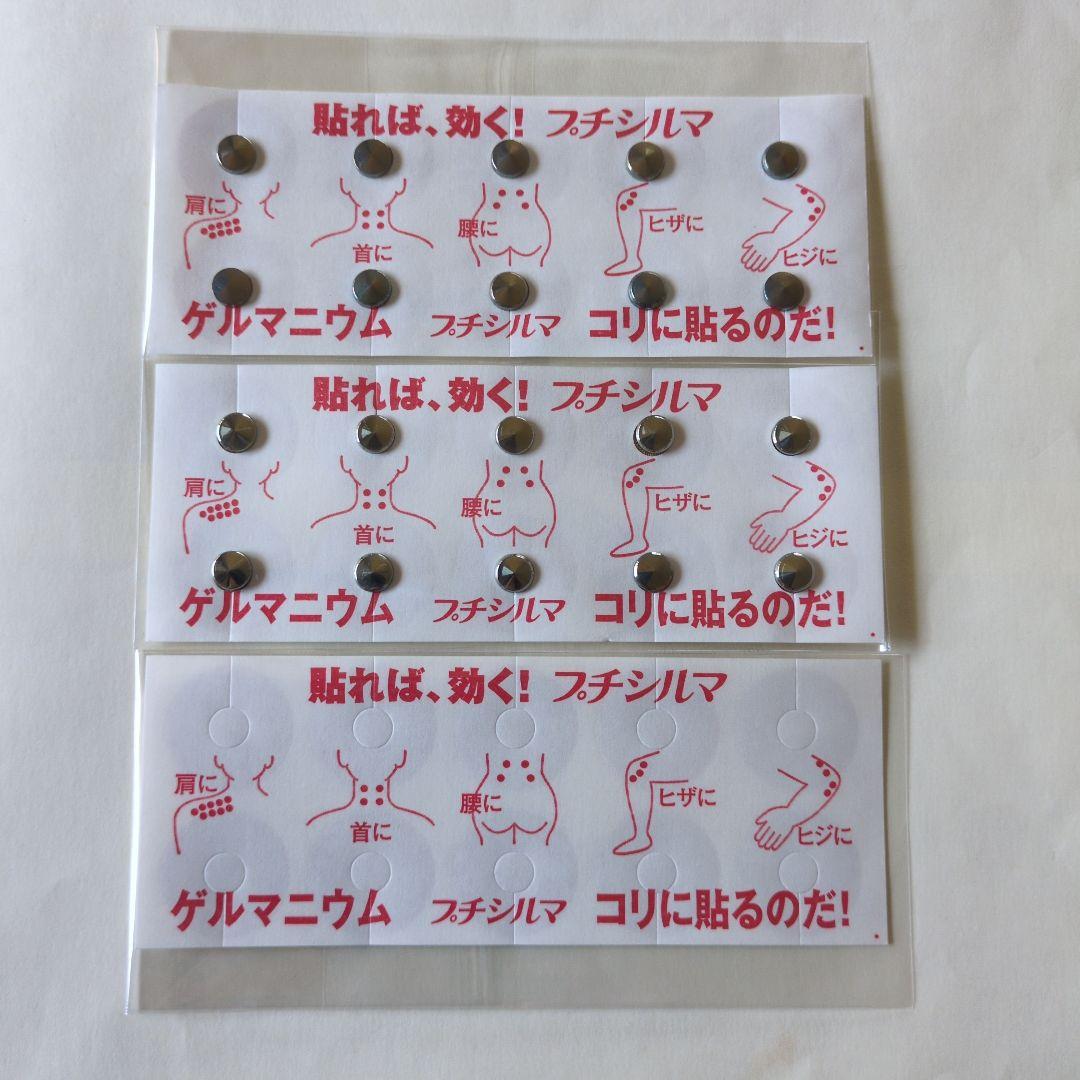 貼れば、効く! プチシルマ
肩に
首に
腰に
ヒザに
ヒジに
ゲルマニウム プチシルマ コリに貼るのだ!
貼れば、効く! プチシルマ
肩に
首に
腰に
ヒザに
ヒジに
ゲルマニウム プチシルマ コリに貼るのだ!
貼れば、効く! プチシルマ
肩に
首に
腰に
ヒザに
ヒジに
ゲルマニウム プチシルマ コリに貼るのだ!